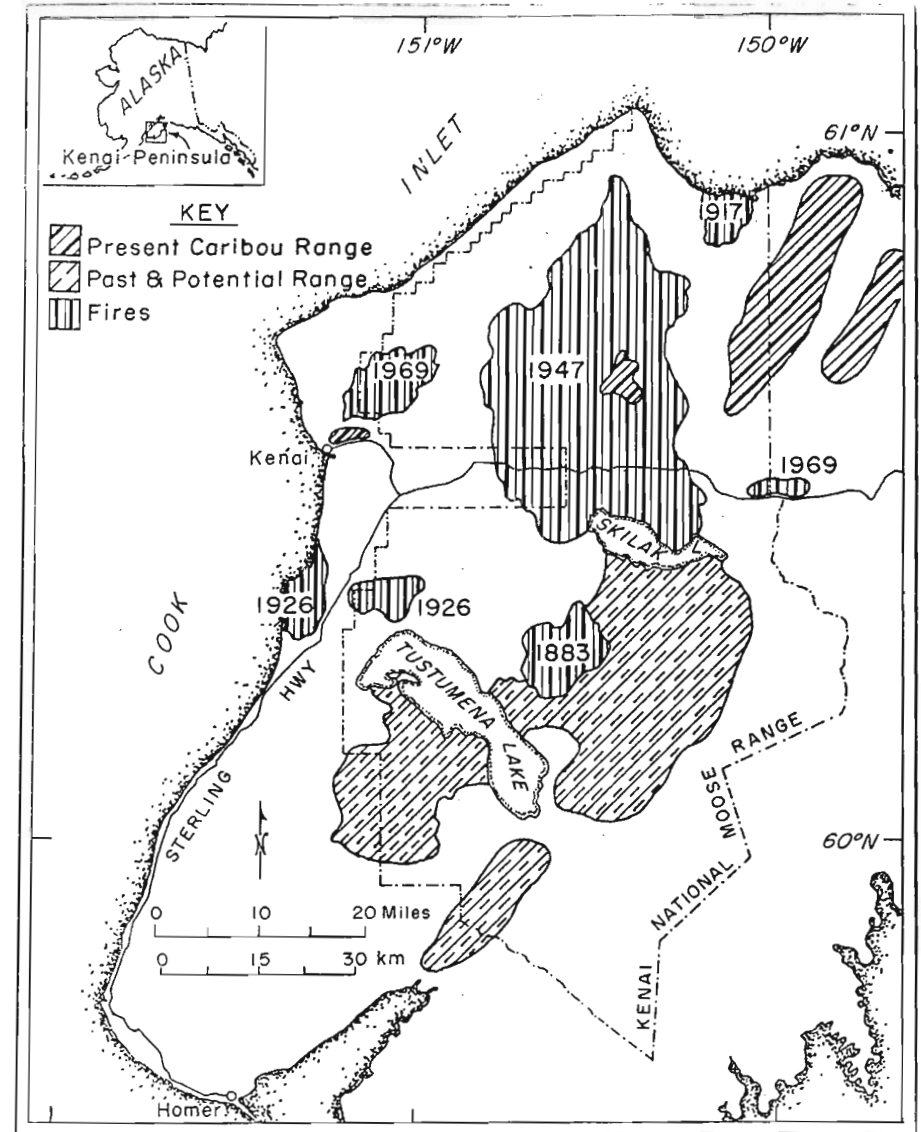 151°W
150°W
61°N
ALASKA
Kenai Peninsula
INLET
KEY
Present Caribou Range
Past & Potential Range
Fires
1917
1969
1947
Kenai
1969
SKILAK L
1926
1926
1883
COOK
HWY
TUSTUMENA
LAKE
STERLING
N
60°N
KENAI
NATIONAL
MOOSE
RANGE
0 10 20 Miles
0 15 30 km
Homer